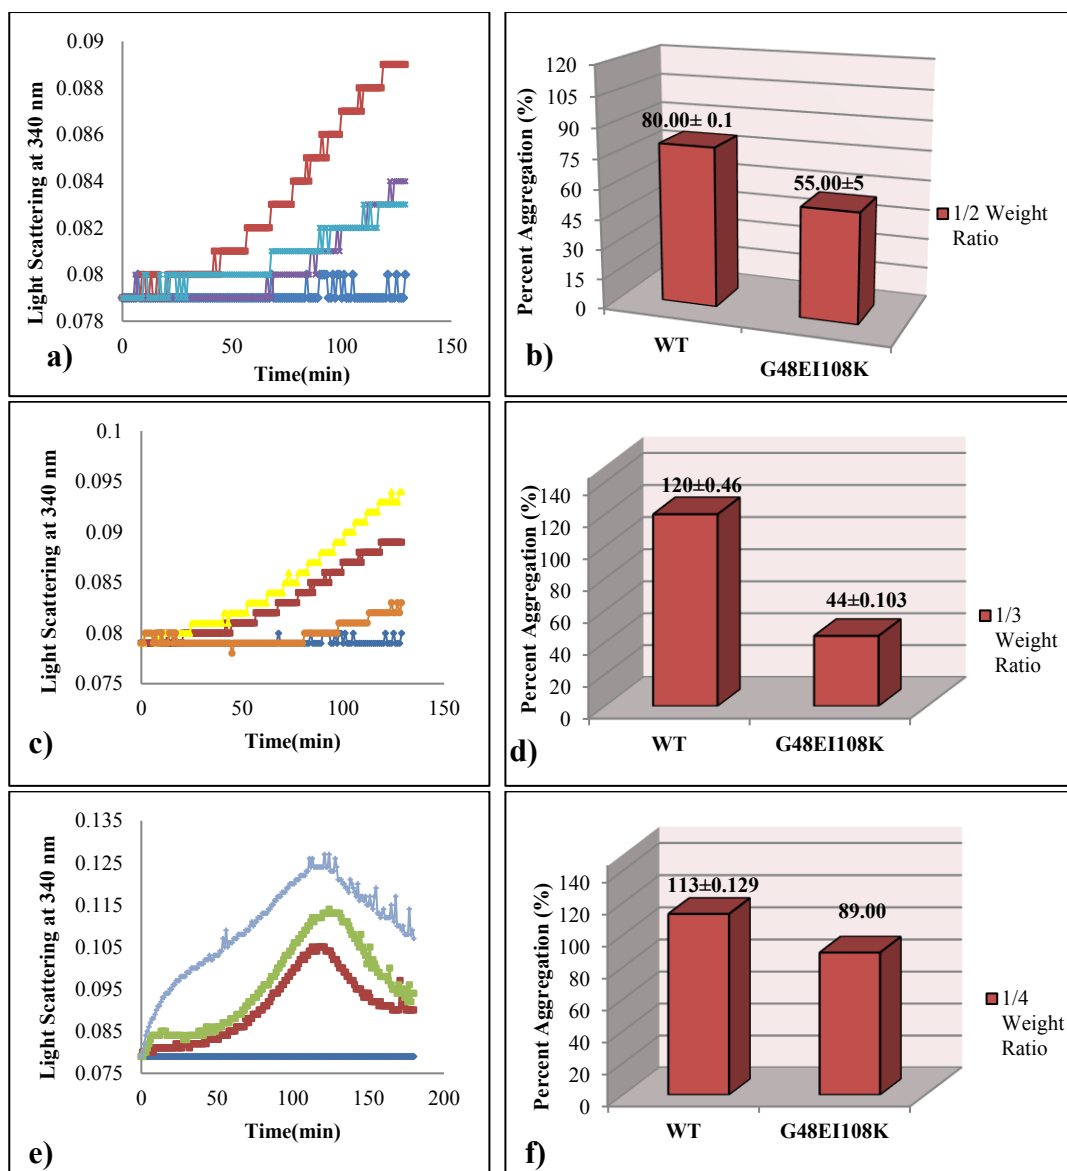 0.09
0.088
0.086
0.084
0.082
0.08
0.078
0
50
100
150
Light Scattering at 340 nm
Time(min)
a)
120
105
90
75
60
45
30
15
0
Percent Aggregation (%)
80.00± 0.1
55.00±5
WT
G48EI108K
1/2 Weight
Ratio
b)
0.1
0.095
0.09
0.085
0.08
0.075
0
50
100
150
Light Scattering at 340 nm
Time(min)
c)
140
120
100
80
60
40
20
0
Percent Aggregation (%)
120±0.46
44±0.103
WT
G48EI108K
1/3
Weight
Ratio
d)
0.135
0.125
0.115
0.105
0.095
0.085
0.075
0
50
100
150
200
Light Scattering at 340 nm
Time(min)
e)
140
120
100
80
60
40
20
0
Percent Aggregation (%)
113±0.129
89.00
WT
G48EI108K
1/4
Weight
Ratio
f)